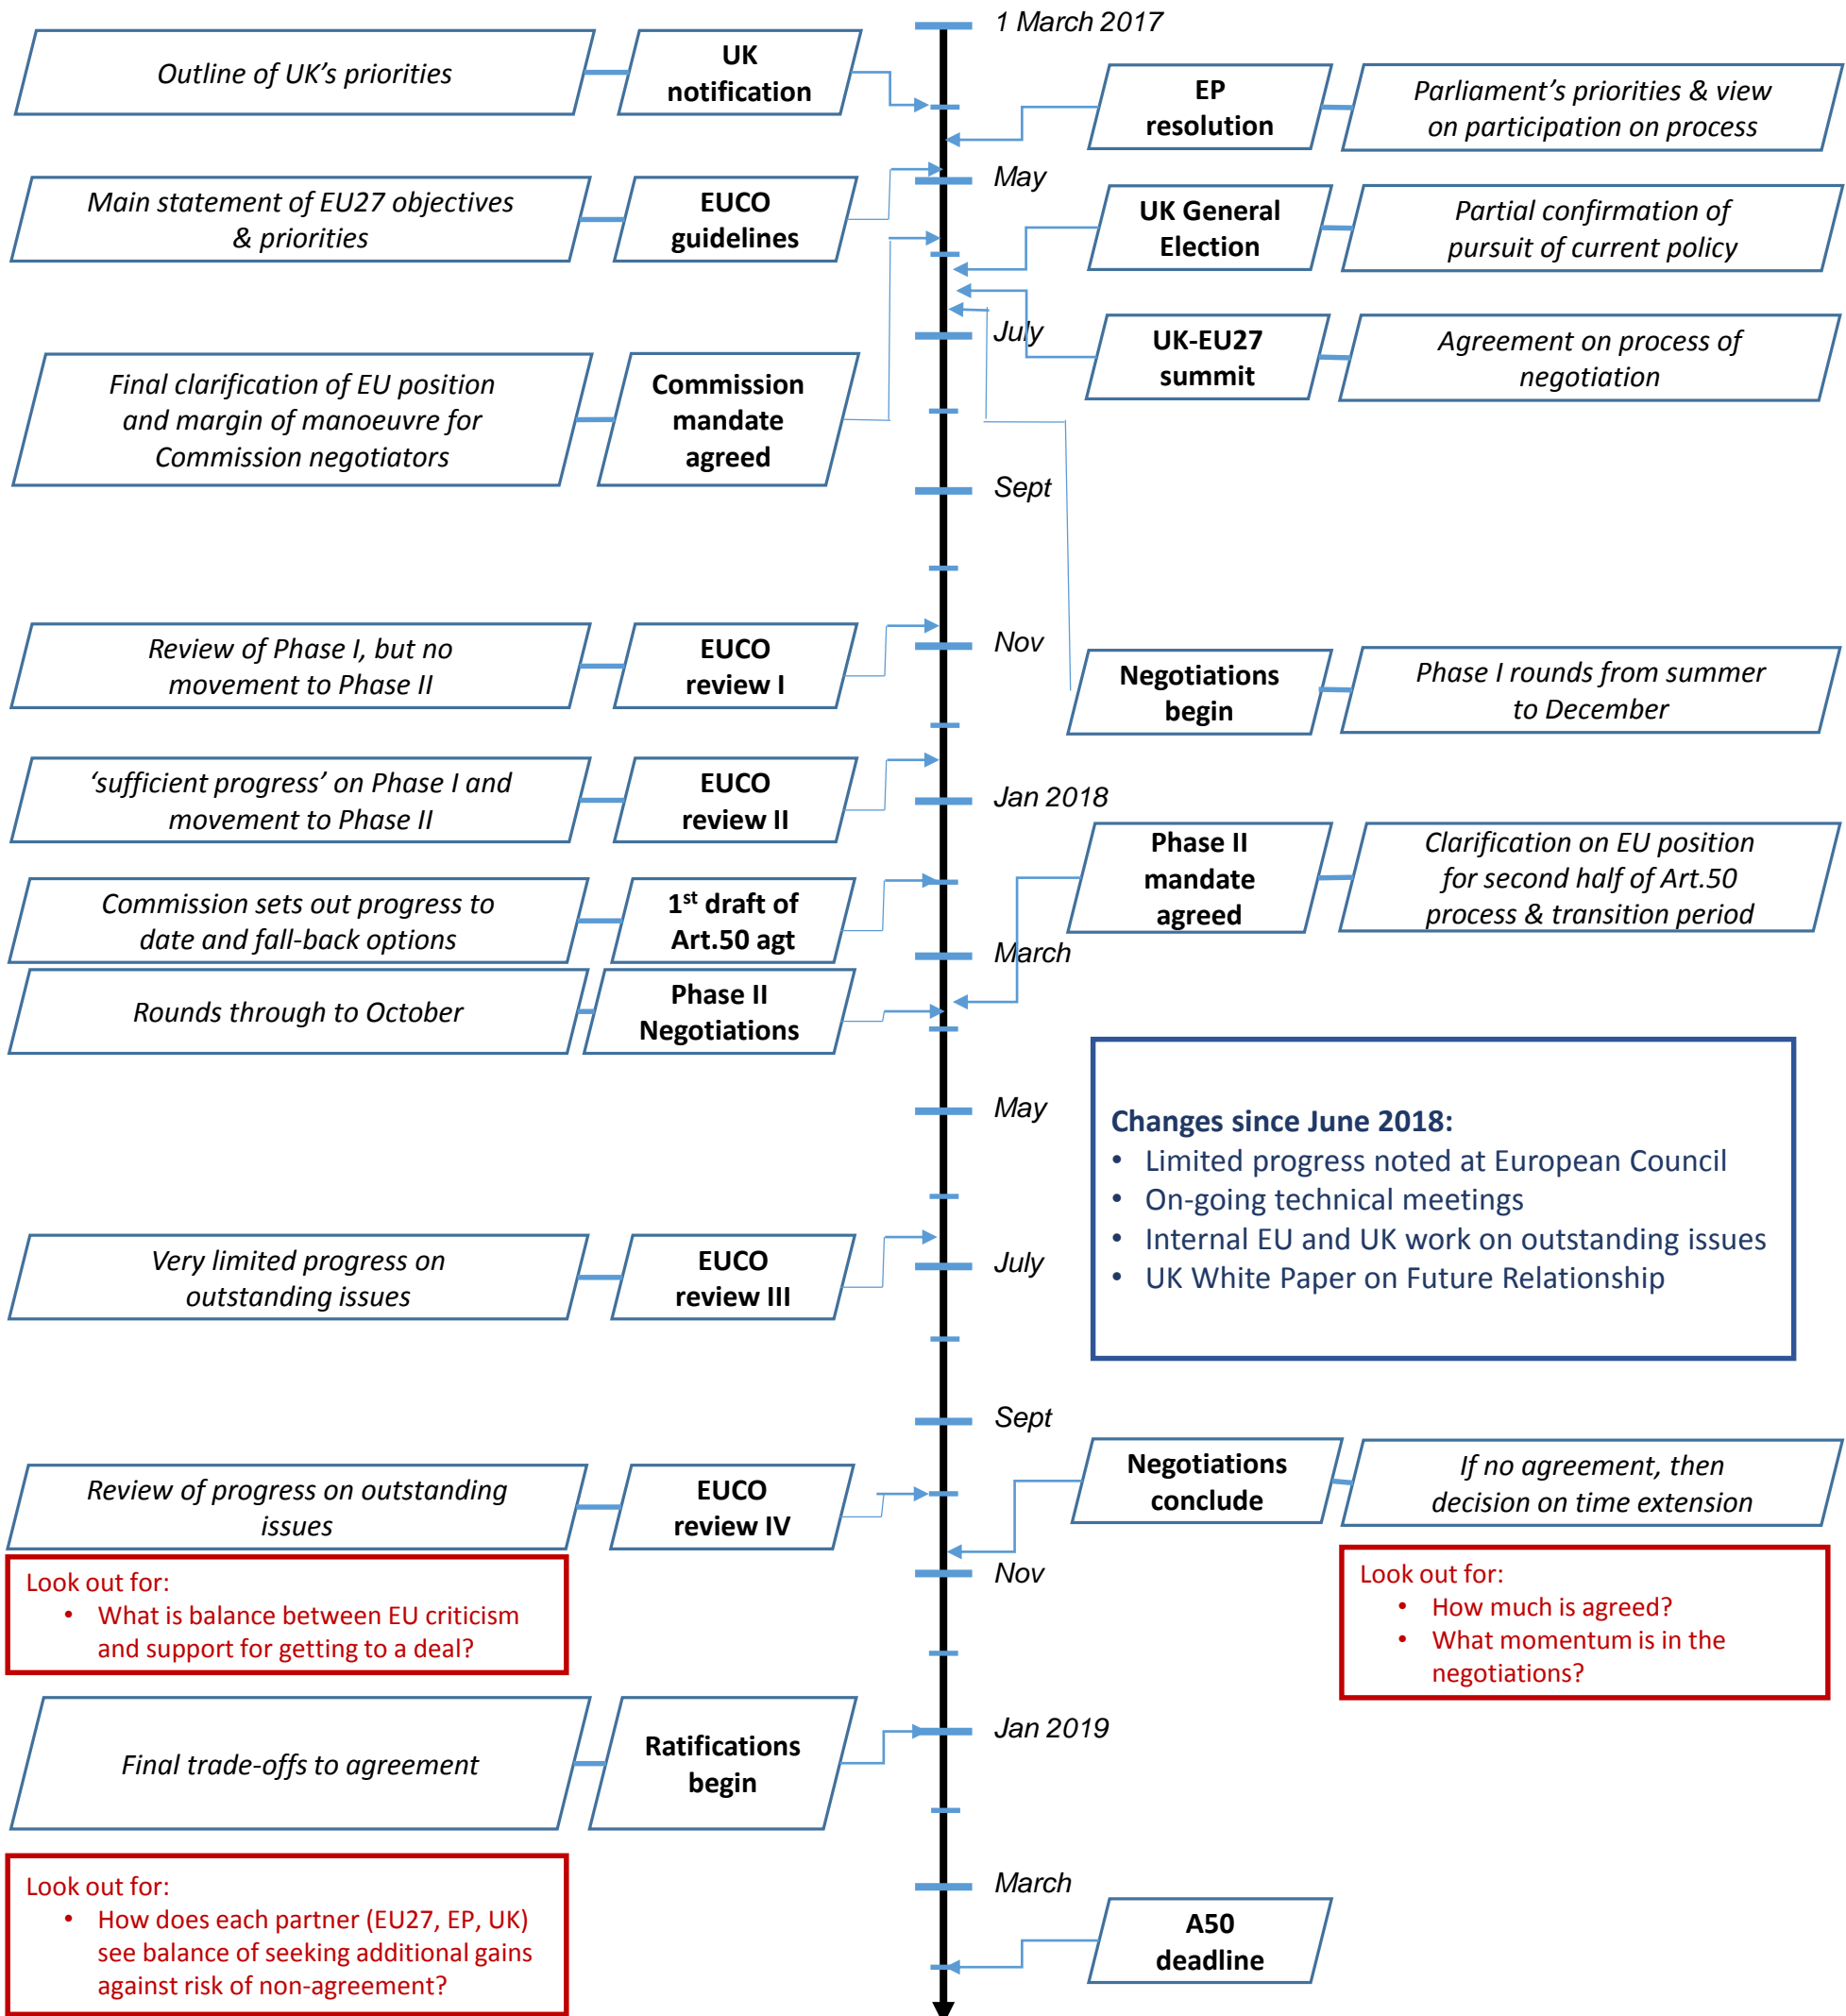 1 March 2017
Outline of UK's priorities
UK
notification
EP
resolution
Parliament's priorities & view
on participation on process
May
Main statement of EU27 objectives
& priorities
EUCO
guidelines
UK General
Election
Partial confirmation of
pursuit of current policy
July
UK-EU27
summit
Agreement on process of
negotiation
Final clarification of EU position
and margin of manoeuvre for
Commission negotiators
Commission
mandate
agreed
Sept
Review of Phase I, but no
movement to Phase II
EUCO
review I
Nov
Negotiations
begin
Phase I rounds from summer
to December
‘sufficient progress’ on Phase I and
movement to Phase II
EUCO
review II
Jan 2018
Phase II
mandate
agreed
Clarification on EU position
for second half of Art.50
process & transition period
Commission sets out progress to
date and fall-back options
1st draft of
Art.50 agt
March
Rounds through to October
Phase II
Negotiations
May
Changes since June 2018:
• Limited progress noted at European Council
• On-going technical meetings
• Internal EU and UK work on outstanding issues
• UK White Paper on Future Relationship
Very limited progress on
outstanding issues
EUCO
review III
July
Sept
Review of progress on outstanding
issues
EUCO
review IV
Negotiations
conclude
If no agreement, then
decision on time extension
Look out for:
• What is balance between EU criticism
and support for getting to a deal?
Nov
Look out for:
• How much is agreed?
• What momentum is in the
negotiations?
Final trade-offs to agreement
Ratifications
begin
Jan 2019
Look out for:
• How does each partner (EU27, EP, UK)
see balance of seeking additional gains
against risk of non-agreement?
March
A50
deadline